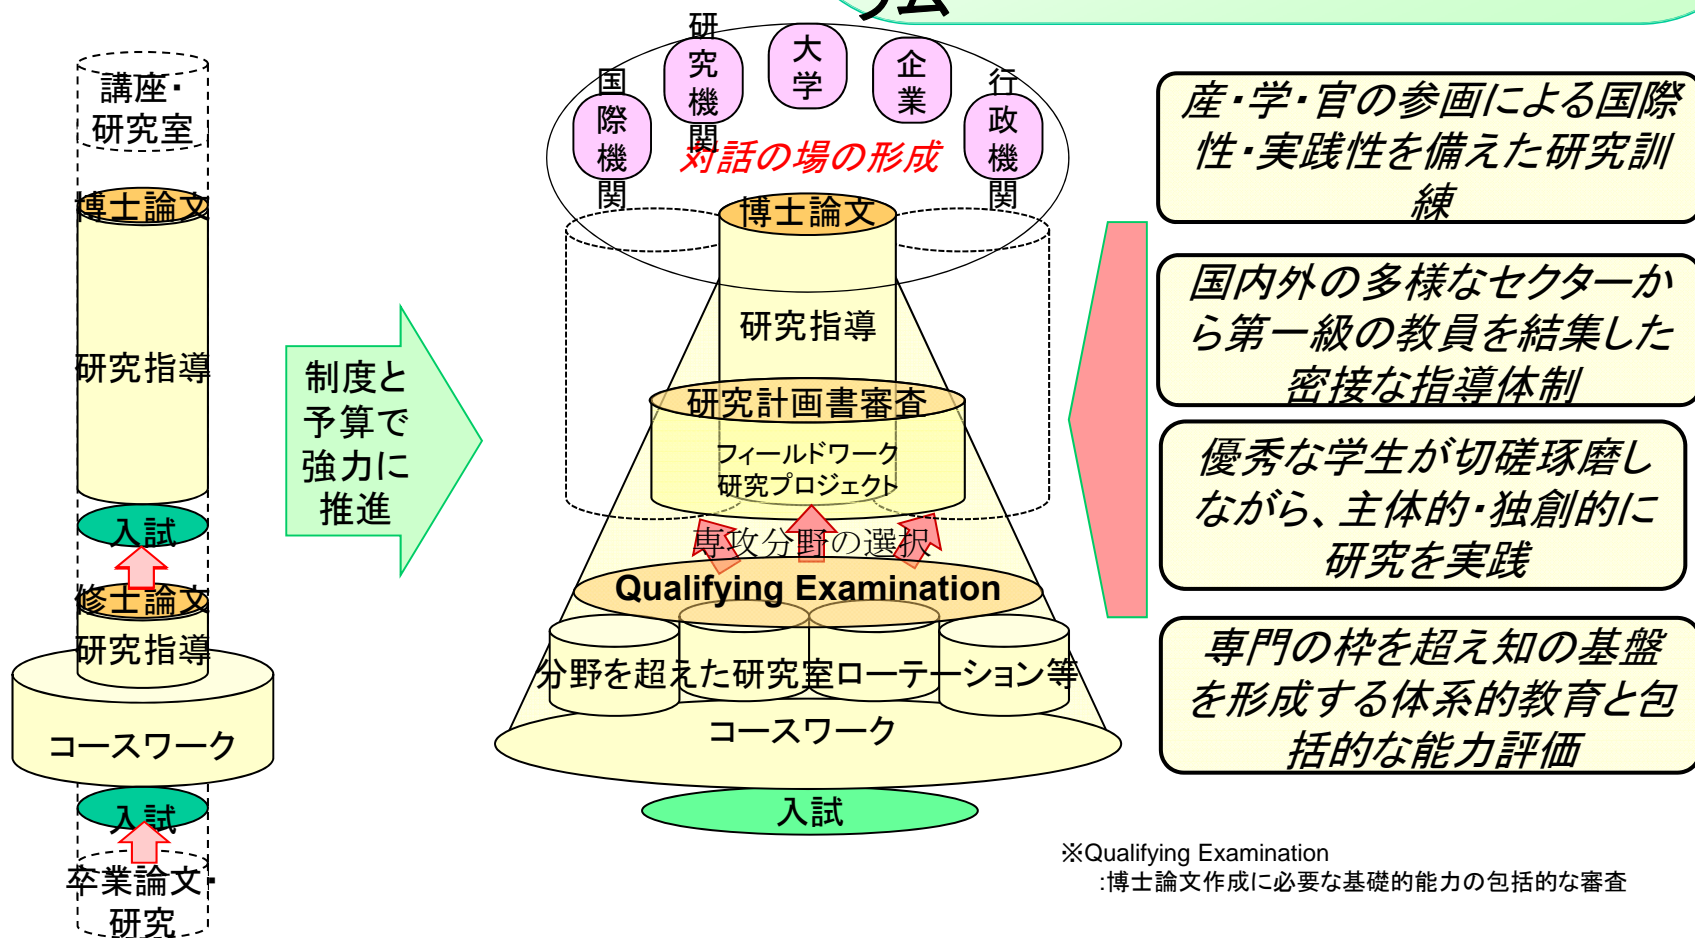 ラム
講座・
研究室
博士論文
研究指導
入試
修士論文
研究指導
コースワーク
入試
卒業論文・
研究
制度と
予算で
強力に
推進
国際機関
研究機関
大学
企業
行政機関
対話の場の形成
博士論文
研究指導
研究計画書審査
フィールドワーク
研究プロジェクト
専攻分野の選択
Qualifying Examination
分野を超えた研究室ローテーション等
コースワーク
入試
産・学・官の参画による国際
性・実践性を備えた研究訓
練
国内外の多様なセクターか
ら第一級の教員を結集した
密接な指導体制
優秀な学生が切磋琢磨し
ながら、主体的・独創的に
研究を実践
専門の枠を超え知の基盤
を形成する体系的教育と包
括的な能力評価
※Qualifying Examination
:博士論文作成に必要な基礎的能力の包括的な審査